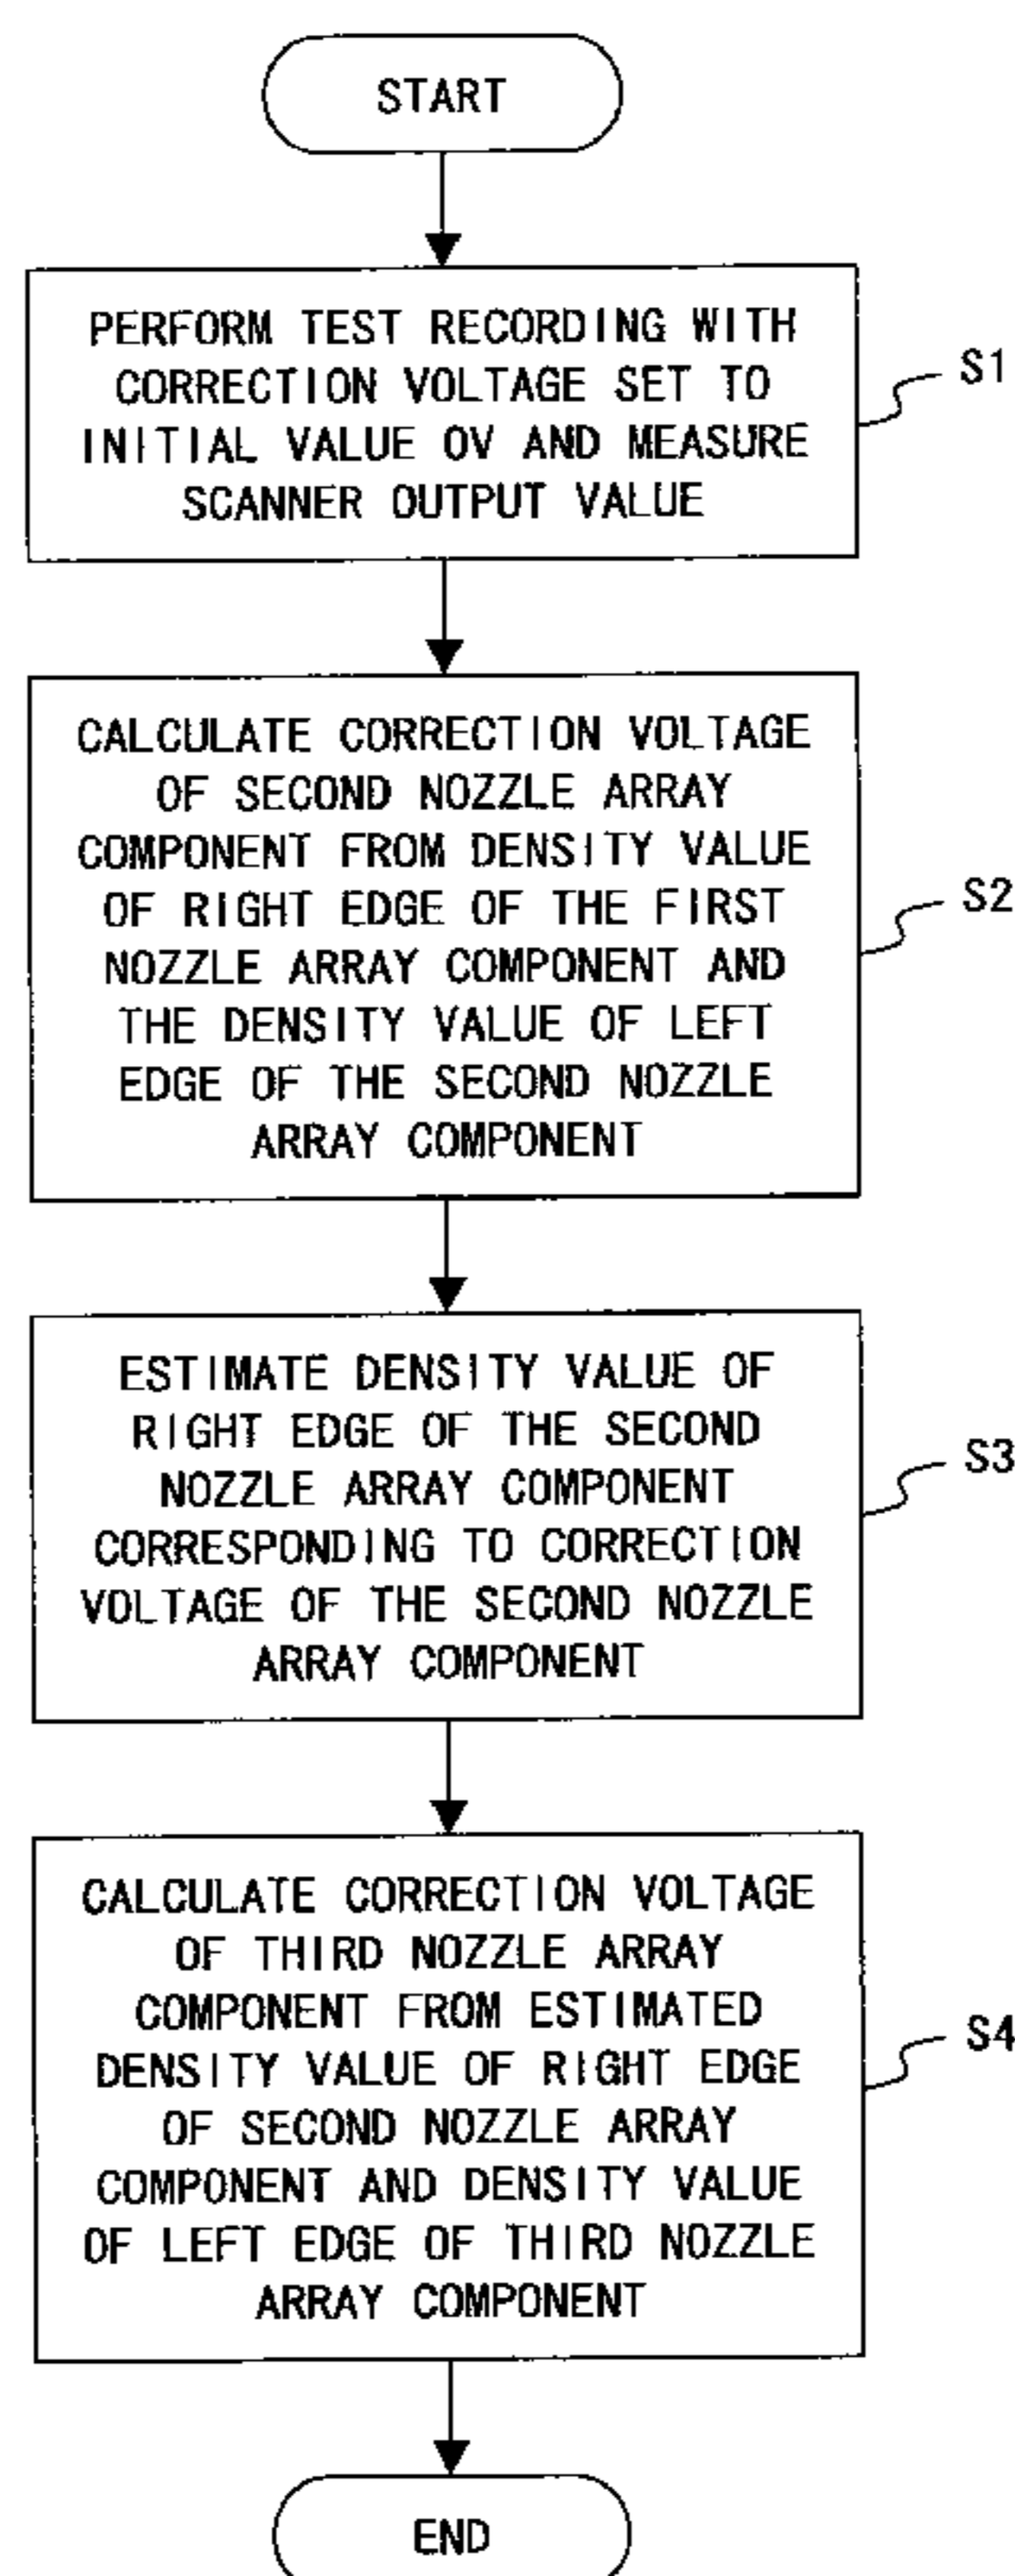 START
PERFORM TEST RECORDING WITH
CORRECTION VOLTAGE SET TO
INITIAL VALUE 0V AND MEASURE
SCANNER OUTPUT VALUE
S1
CALCULATE CORRECTION VOLTAGE
OF SECOND NOZZLE ARRAY
COMPONENT FROM DENSITY VALUE
OF RIGHT EDGE OF THE FIRST
NOZZLE ARRAY COMPONENT AND
THE DENSITY VALUE OF LEFT
EDGE OF THE SECOND NOZZLE
ARRAY COMPONENT
S2
ESTIMATE DENSITY VALUE OF
RIGHT EDGE OF THE SECOND
NOZZLE ARRAY COMPONENT
CORRESPONDING TO CORRECTION
VOLTAGE OF THE SECOND NOZZLE
ARRAY COMPONENT
S3
CALCULATE CORRECTION VOLTAGE
OF THIRD NOZZLE ARRAY
COMPONENT FROM ESTIMATED
DENSITY VALUE OF RIGHT EDGE
OF SECOND NOZZLE ARRAY
COMPONENT AND DENSITY VALUE
OF LEFT EDGE OF THIRD NOZZLE
ARRAY COMPONENT
S4
END